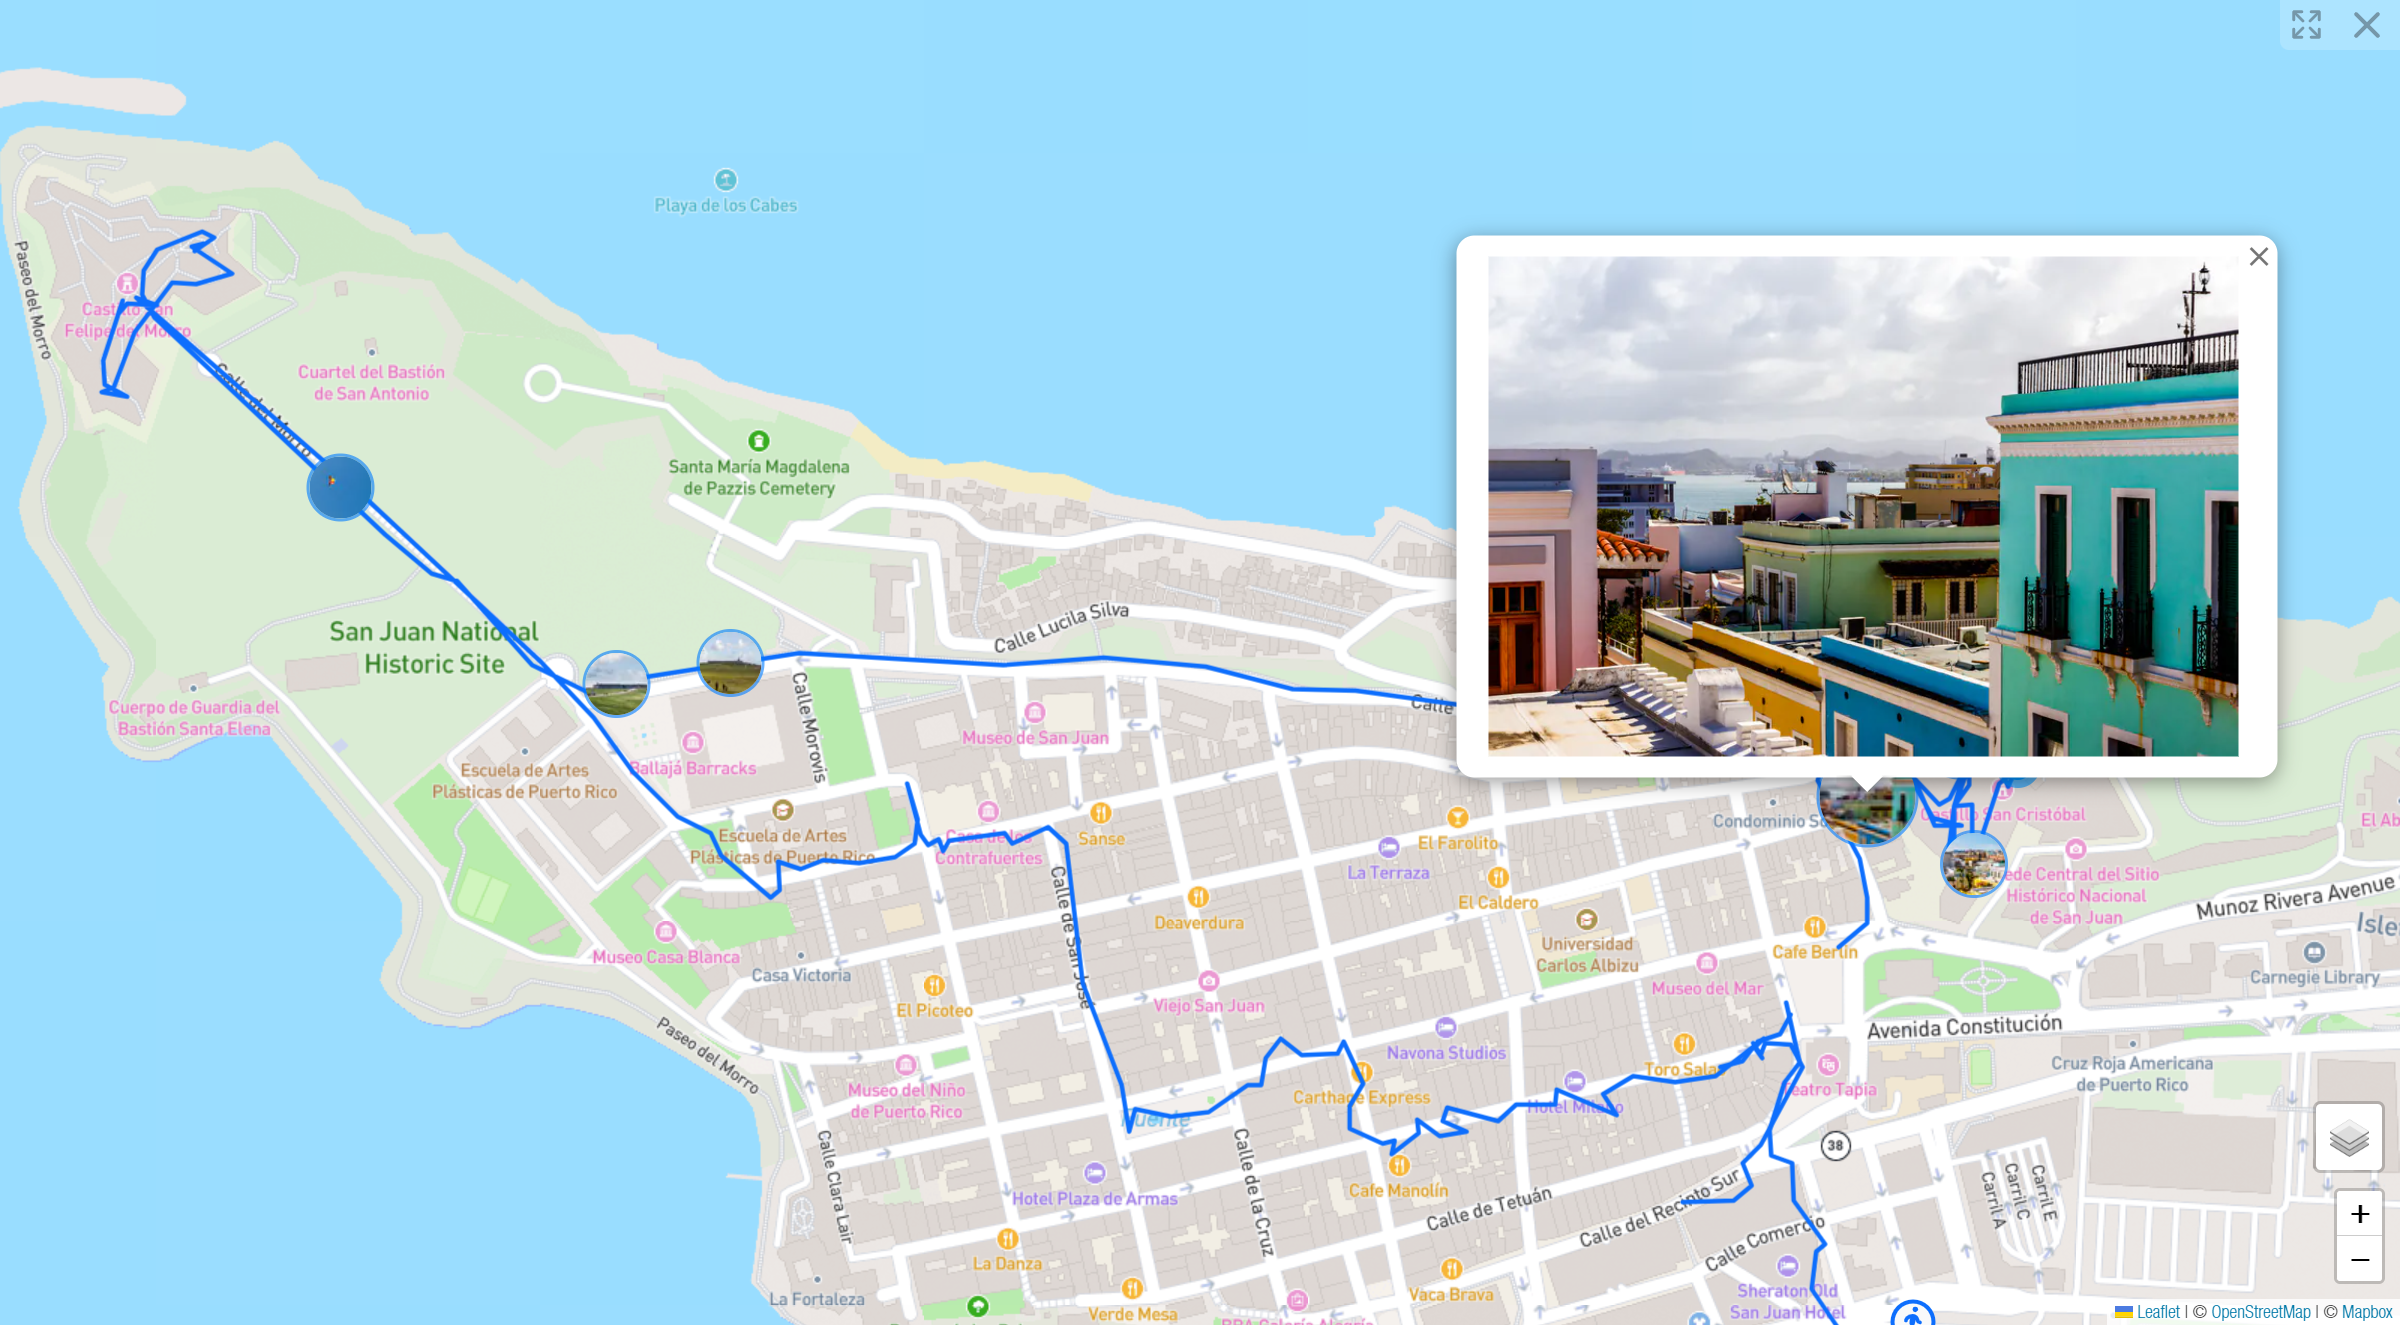 Playa de los Cabes
Paseo del Morro
Castillo San
Felipe del Morro
Calle del Morro
Cuartel del Bastión
de San Antonio
Santa María Magdalena
de Pazzis Cemetery
San Juan National
Historic Site
Calle Lucila Silva
Cuerpo de Guardia del
Bastión Santa Elena
Calle Morovis
Museo de San Juan
Calle
Ballajá Barracks
Escuela de Artes
Plásticas de Puerto Rico
Escuela de Artes
Plásticas de Puerto Rico
Casa de los
Contrafuertes
Sanse
El Farolito
Condominio
Castillo San Cristóbal
El Ab
La Terraza
El Caldero
Sede Central del Sitio
Histórico Nacional
de San Juan
Munoz Rivera Avenue
Calle de San José
Deaverdura
Universidad
Carlos Albizu
Cafe Berlín
Isle
Museo Casa Blanca
Casa Victoria
Carnegie Library
El Picoteo
Viejo San Juan
Museo del Mar
Avenida Constitución
Paseo del Morro
Navona Studios
Toro Sala
Cruz Roja Americana
de Puerto Rico
Museo del Niño
de Puerto Rico
Carthage Express
Hotel Milano
Teatro Tapia
Fuente
38
Calle Clara Lair
Calle de la Cruz
Hotel Plaza de Armas
Cafe Manolín
Calle de Tetuán
Calle del Recinto Sur
Calle Comercio
Carril A
Carril C
Carril E
La Danza
Vaca Brava
Sheraton Old
San Juan Hotel
La Fortaleza
Verde Mesa
+
−
Leaflet | © OpenStreetMap | © Mapbox